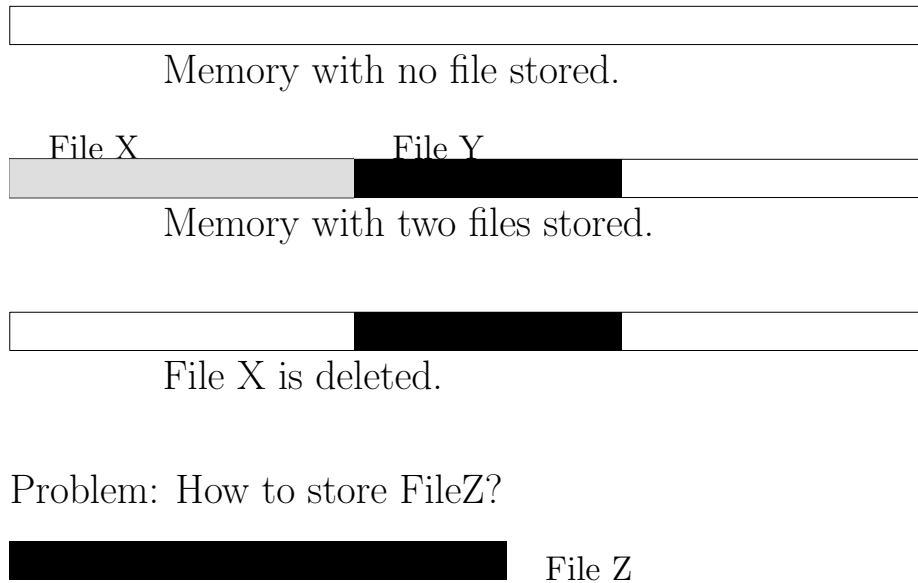 Memory with no file stored.
File X File Y
Memory with two files stored.
File X is deleted.
Problem: How to store FileZ?
File Z